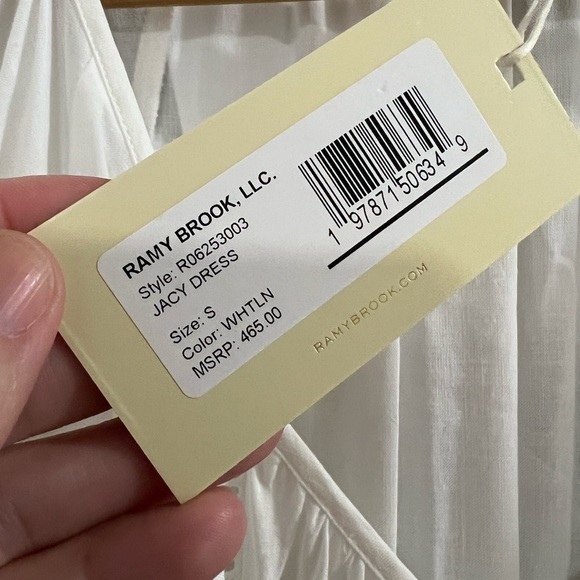 RAMY BROOK, LLC.
Style: R06253003
JACY DRESS
Size: S
Color: WHTLN
MSRP: 465.00
1 97871 50634 9
RAMYBROOK.COM